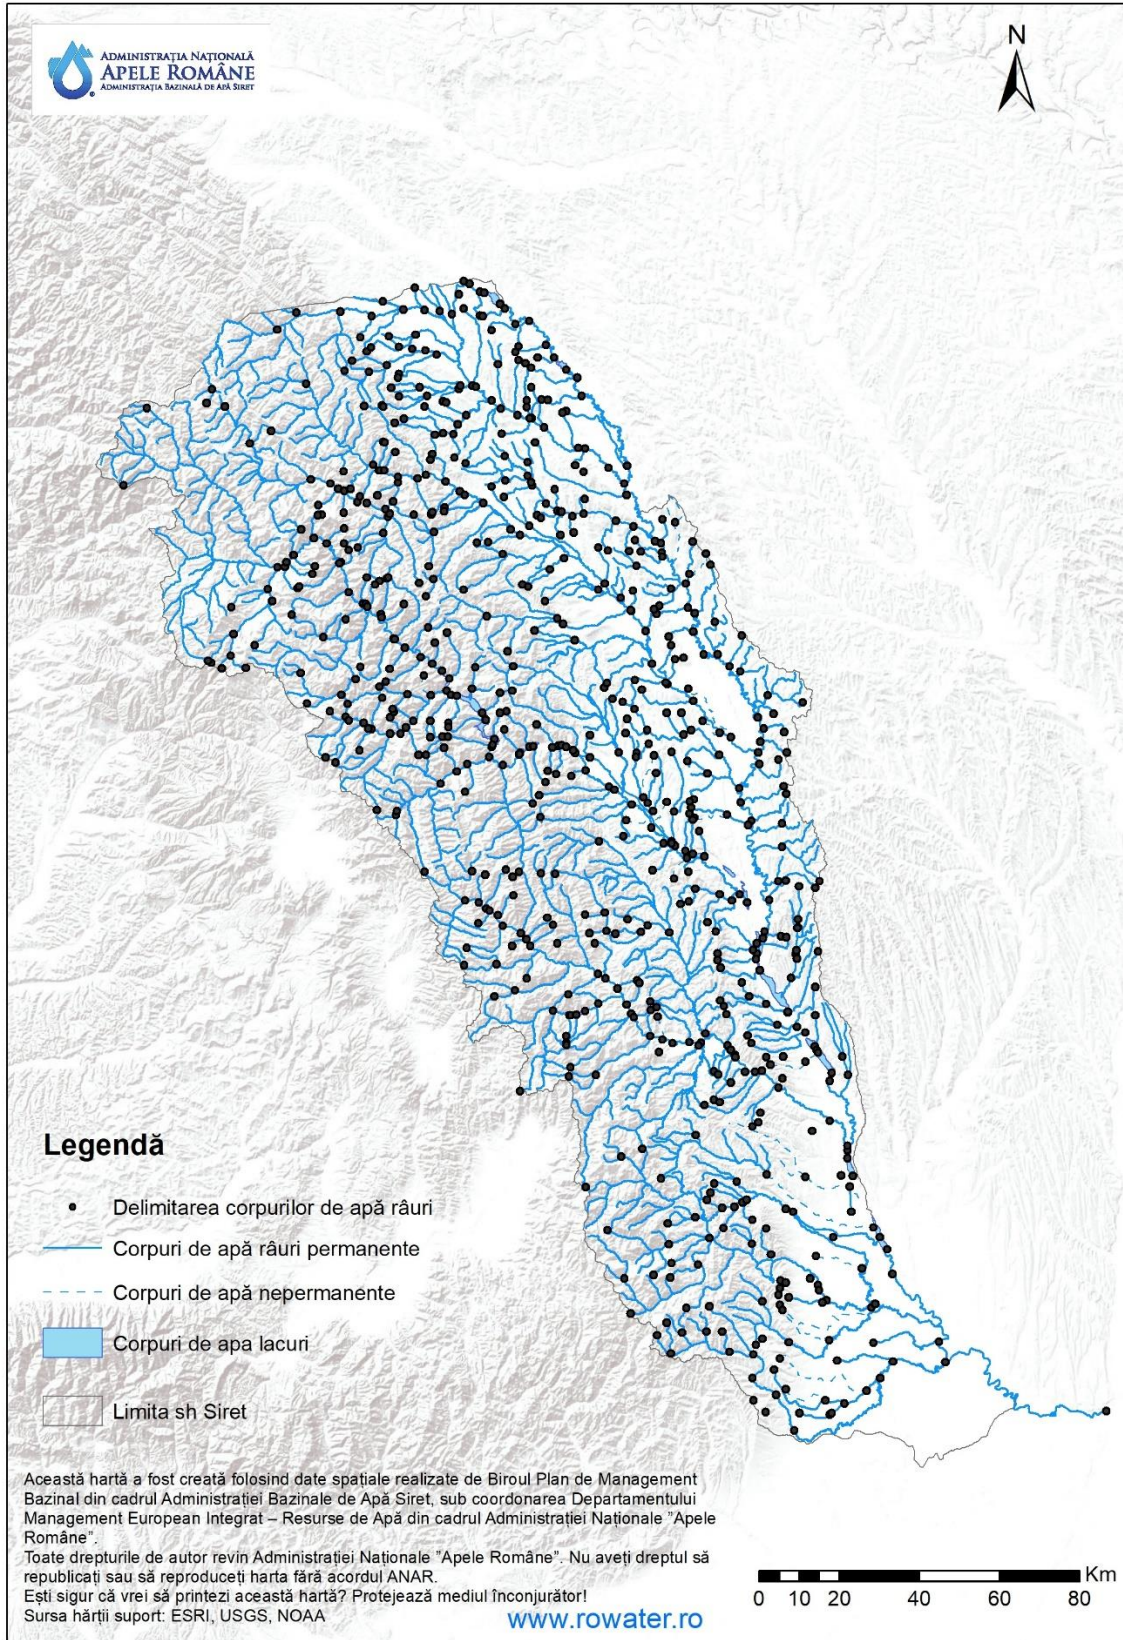 ADMINISTRAȚIA NAȚIONALĂ
APELE ROMÂNE
ADMINISTRAȚIA BAZINALĂ DE APĂ SIRET
N
Legendă
Delimitarea corpurilor de apă râuri
Corpuri de apă râuri permanente
Corpuri de apă nepermanente
Corpuri de apa lacuri
Limita sh Siret
Această hartă a fost creată folosind date spațiale realizate de Biroul Plan de Management
Bazinal din cadrul Administrației Bazinale de Apă Siret, sub coordonarea Departamentului
Management European Integrat – Resurse de Apă din cadrul Administrației Naționale "Apele
Române".
Toate drepturile de autor revin Administrației Naționale "Apele Române". Nu aveți dreptul să
republicați sau să reproduceți harta fără acordul ANAR.
Ești sigur că vrei să printezi această hartă? Protejează mediul înconjurător!
Sursa hărții suport: ESRI, USGS, NOAA
www.rowater.ro
Km
0 10 20 40 60 80